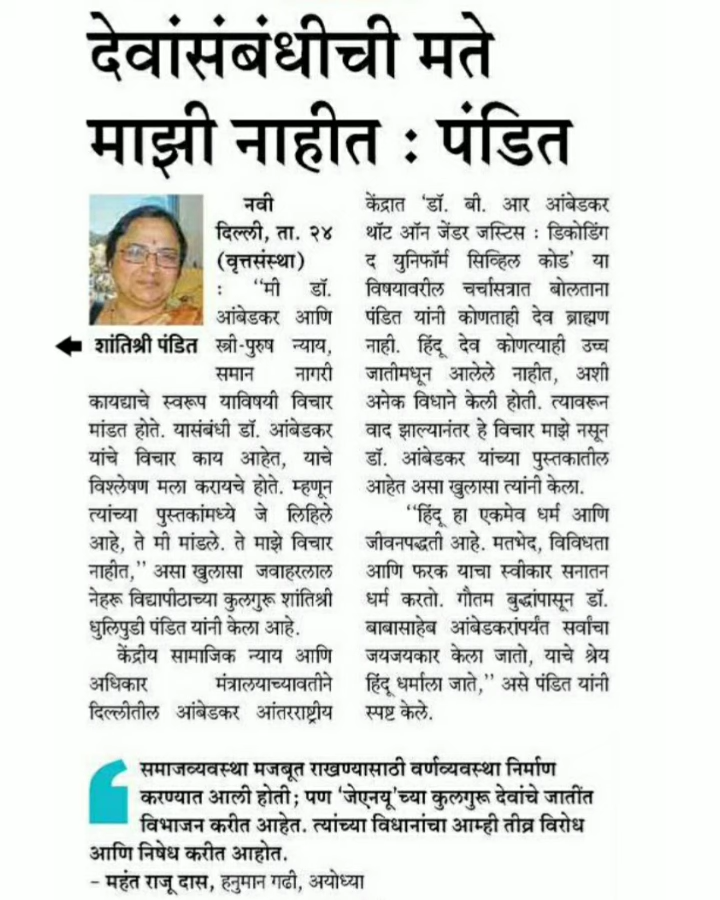 देवांसंबंधीची मते
माझी नाहीत : पंडित
नवी
दिल्ली, ता. २४
(वृत्तसंस्था)
: ‘‘मी डॉ.
आंबेडकर आणि
स्त्री-पुरुष न्याय,
शांतिश्री पंडित
समान नागरी
कायद्याचे स्वरूप याविषयी विचार
मांडत होते. यासंबंधी डॉ. आंबेडकर
यांचे विचार काय आहेत, याचे
विश्लेषण मला करायचे होते. म्हणून
त्यांच्या पुस्तकांमध्ये जे लिहिले
आहे, ते मी मांडले. ते माझे विचार
नाहीत,’’ असा खुलासा जवाहरलाल
नेहरू विद्यापीठाच्या कुलगुरू शांतिश्री
धुलिपुडी पंडित यांनी केला आहे.
केंद्रीय सामाजिक न्याय आणि
अधिकार मंत्रालयाच्यावतीने
दिल्लीतील आंबेडकर आंतरराष्ट्रीय
केंद्रात ‘डॉ. बी. आर आंबेडकर
थॉट ऑन जेंडर जस्टिस : डिकोडिंग
द युनिफॉर्म सिव्हिल कोड’ या
विषयावरील चर्चासत्रात बोलताना
पंडित यांनी कोणताही देव ब्राह्मण
नाही. हिंदू देव कोणत्याही उच्च
जातीमधून आलेले नाहीत, अशी
अनेक विधाने केली होती. त्यावरून
वाद झाल्यानंतर हे विचार माझे नसून
डॉ. आंबेडकर यांच्या पुस्तकातील
आहेत असा खुलासा त्यांनी केला.
‘‘हिंदू हा एकमेव धर्म आणि
जीवनपद्धती आहे. मतभेद, विविधता
आणि फरक याचा स्वीकार सनातन
धर्म करतो. गौतम बुद्धांपासून डॉ.
बाबासाहेब आंबेडकरांपर्यंत सर्वांचा
जयजयकार केला जातो, याचे श्रेय
हिंदू धर्माला जाते,’’ असे पंडित यांनी
स्पष्ट केले.
समाजव्यवस्था मजबूत राखण्यासाठी वर्णव्यवस्था निर्माण
करण्यात आली होती; पण ‘जेएनयू’च्या कुलगुरू देवांचे जातींत
विभाजन करीत आहेत. त्यांच्या विधानांचा आम्ही तीव्र विरोध
आणि निषेध करीत आहोत.
– महंत राजू दास, हनुमान गढी, अयोध्या